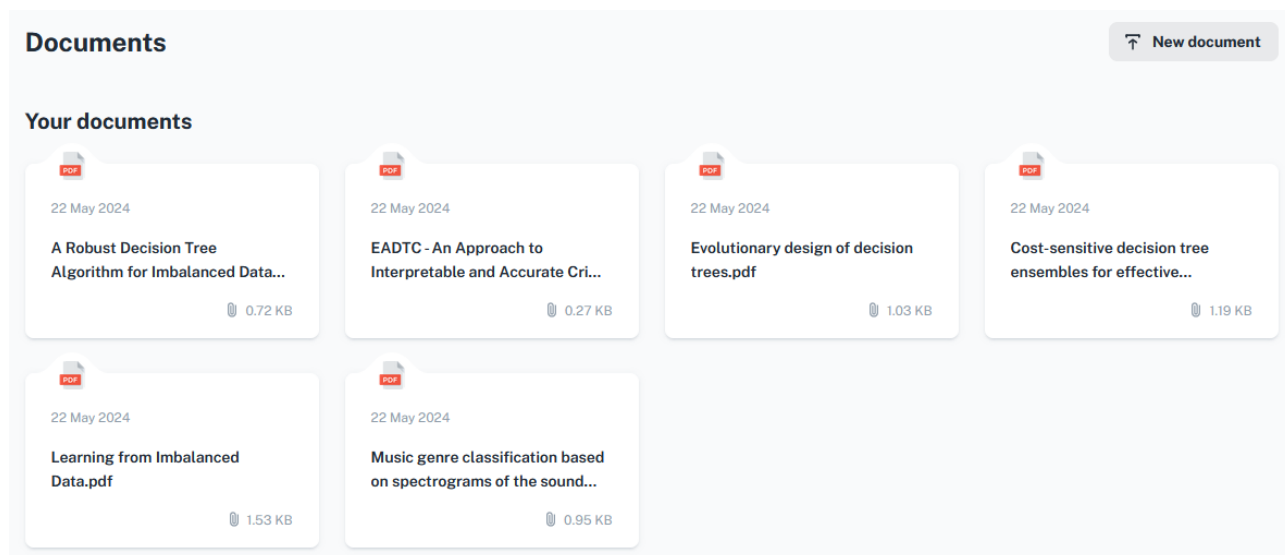 Documents
New document
Your documents
PDF
22 May 2024
A Robust Decision Tree
Algorithm for Imbalanced Data...
0.72 KB
PDF
22 May 2024
EADTC - An Approach to
Interpretable and Accurate Cri...
0.27 KB
PDF
22 May 2024
Evolutionary design of decision
trees.pdf
1.03 KB
PDF
22 May 2024
Cost-sensitive decision tree
ensembles for effective...
1.19 KB
PDF
22 May 2024
Learning from Imbalanced
Data.pdf
1.53 KB
PDF
22 May 2024
Music genre classification based
on spectrograms of the sound...
0.95 KB